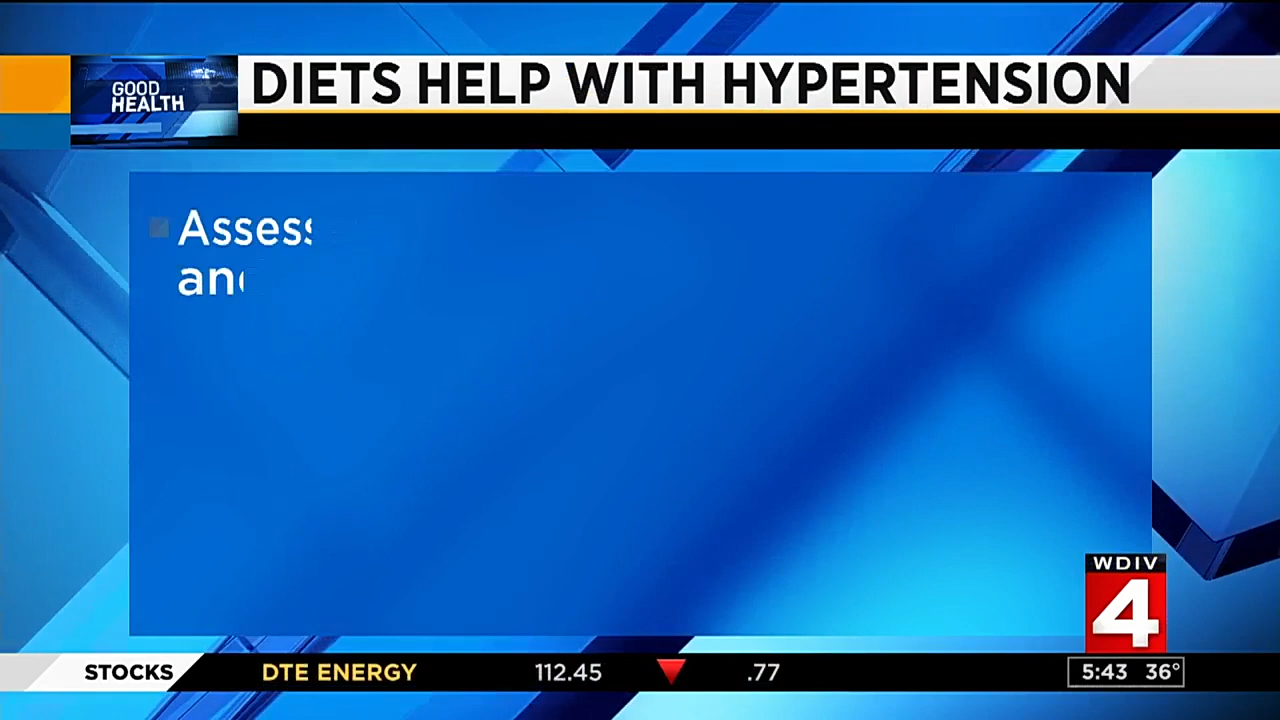 GOOD
HEALTH
DIETS HELP WITH HYPERTENSION
WDIV
4
STOCKS DTE ENERGY 112.45 .77 5:43 36°